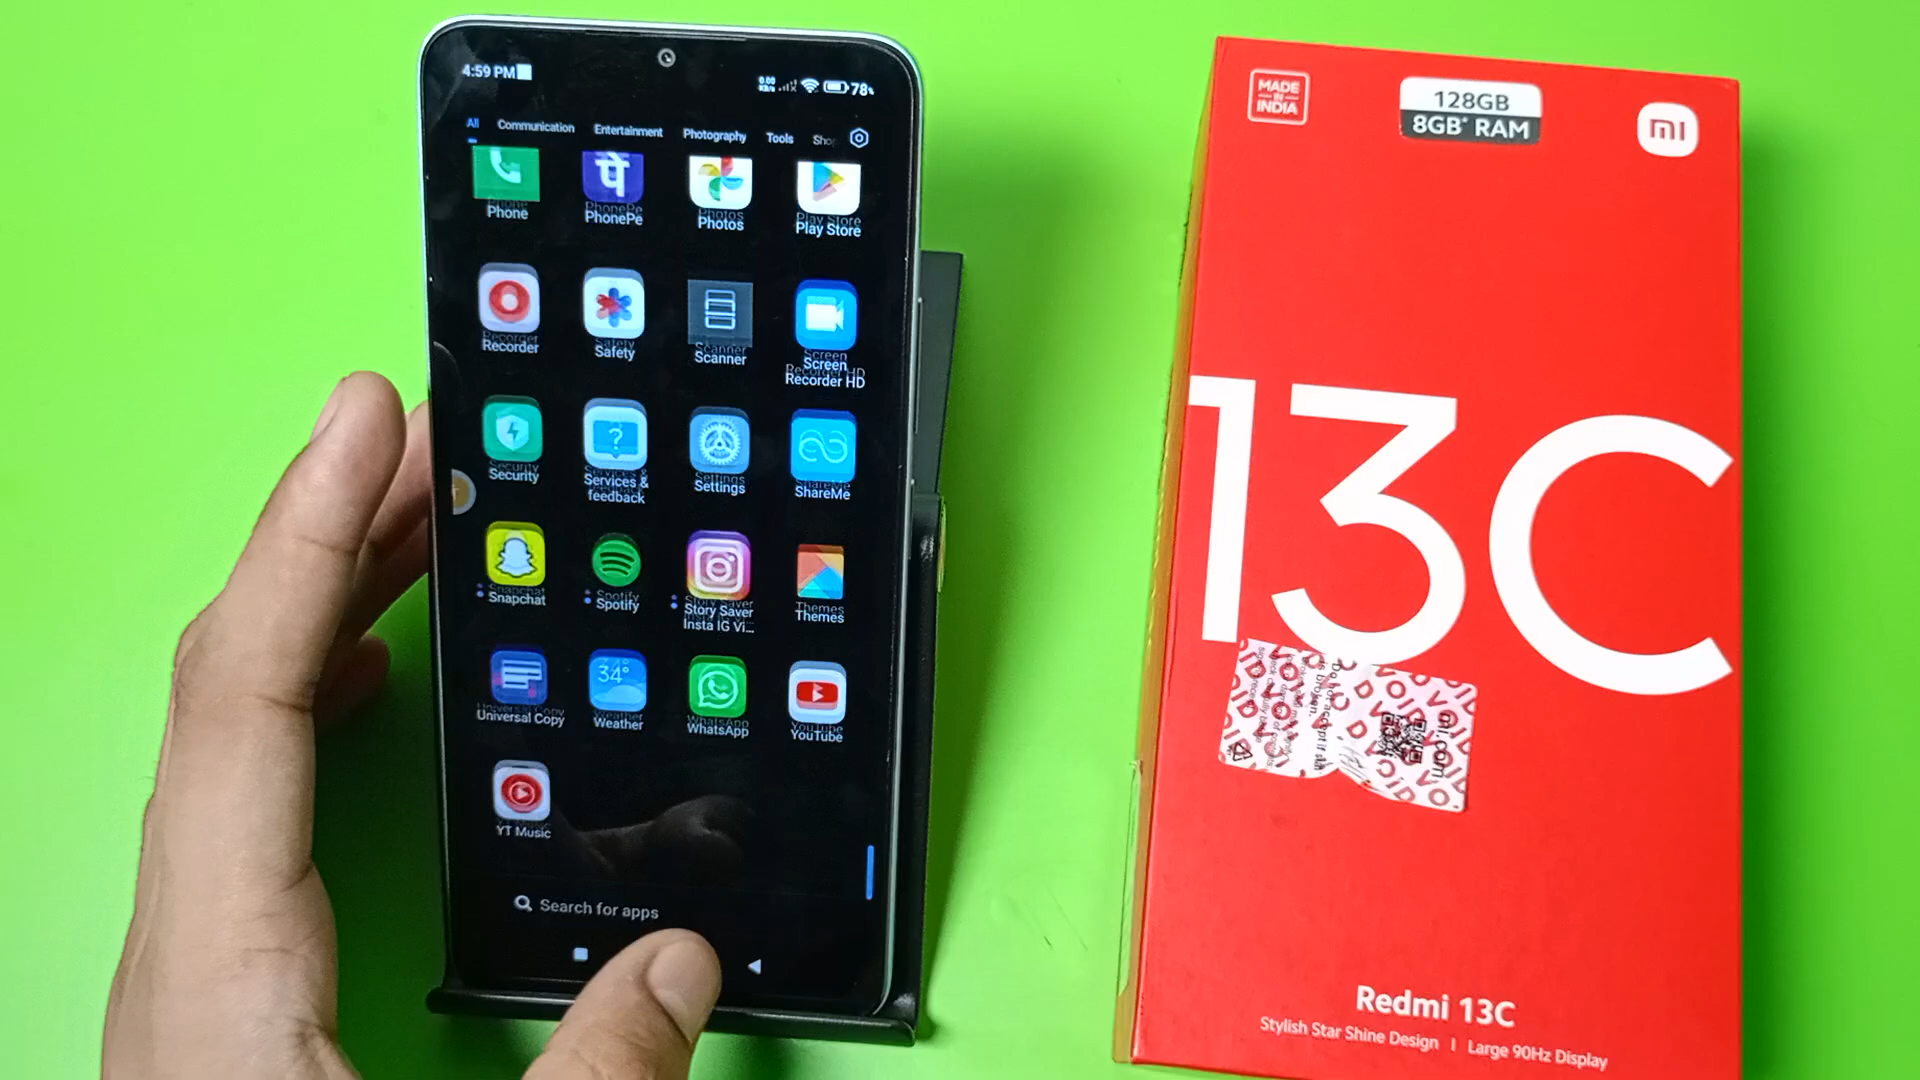 4:59 PM
78%
All Communication Entertainment Photography Tools
Phone PhonePe Photos Play Store
Recorder Safety Scanner Screen
Recorder HD
Security Services & Settings ShareMe
feedback
Snapchat Spotify Story Saver Themes
Insta IG Vi...
34°
Universal Copy Weather WhatsApp YouTube
YT Music
Search for apps
MADE
IN
INDIA
128GB
8GB* RAM
mi
13C
VOID
mi.com
Redmi 13C
Stylish Star Shine Design | Large 90Hz Display